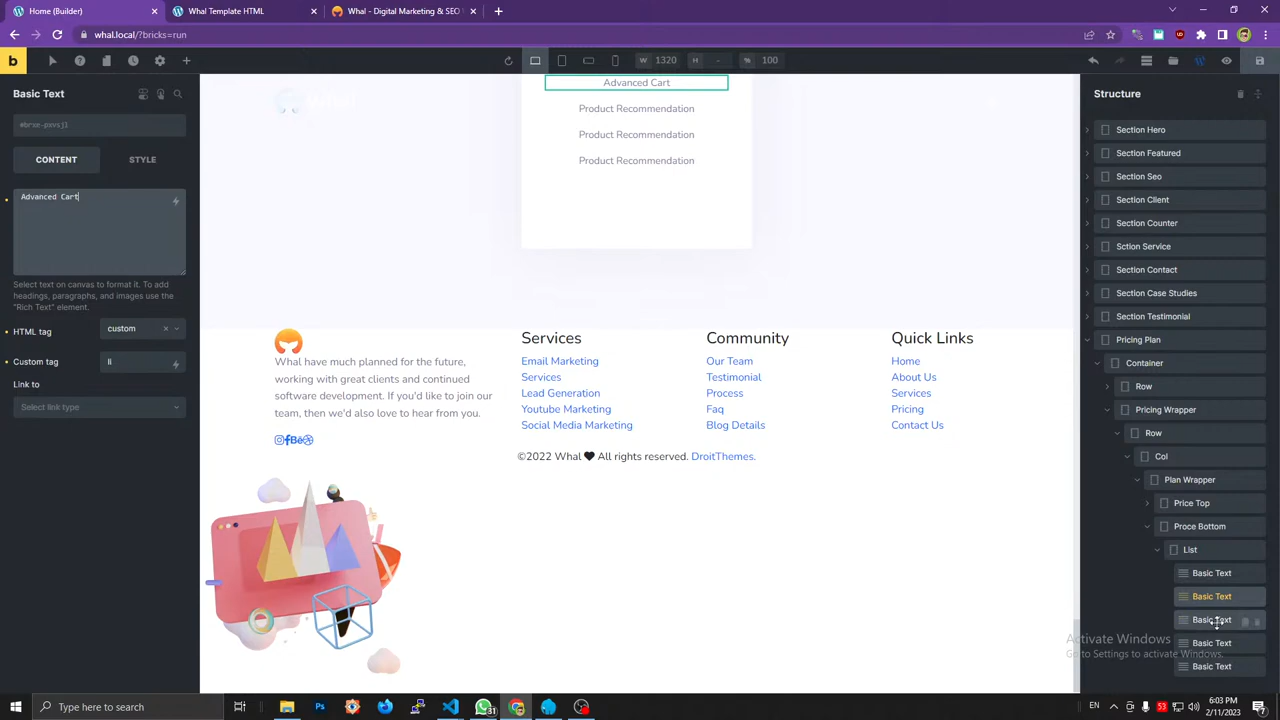 Home (Builder)
What Template HTML
Whal - Digital Marketing & SEO
whal.local/?bricks=run
b
W 1320 H - % 100
Basic Text
#brxe-pxvsjl
CONTENT
STYLE
Advanced Cart
Select text on canvas to format it. To add
headings, paragraphs, and images use the
"Rich Text" element.
HTML tag
custom
Custom tag
li
Link to
Select link type
Advanced Cart
Product Recommendation
Product Recommendation
Product Recommendation
Whal have much planned for the future,
working with great clients and continued
software development. If you'd like to join our
team, then we'd also love to hear from you.
Bē
Services
Email Marketing
Services
Lead Generation
Youtube Marketing
Social Media Marketing
Community
Our Team
Testimonial
Process
Faq
Blog Details
Quick Links
Home
About Us
Services
Pricing
Contact Us
©2022 Whal All rights reserved. DroitThemes.
Structure
Section Hero
Section Featured
Section Seo
Section Client
Section Counter
Sction Service
Section Contact
Section Case Studies
Section Testimonial
Pricing Plan
Container
Row
Pricing Wrapper
Row
Col
Plan Wrapper
Price Top
Proce Bottom
List
Basic Text
Basic Text
Basic Text
Basic Text
Basic Text
Activate Windows
Go to Settings to activate Windows.
Type here to search
Ps
31
EN
53
6:03 PM
2/11/2023